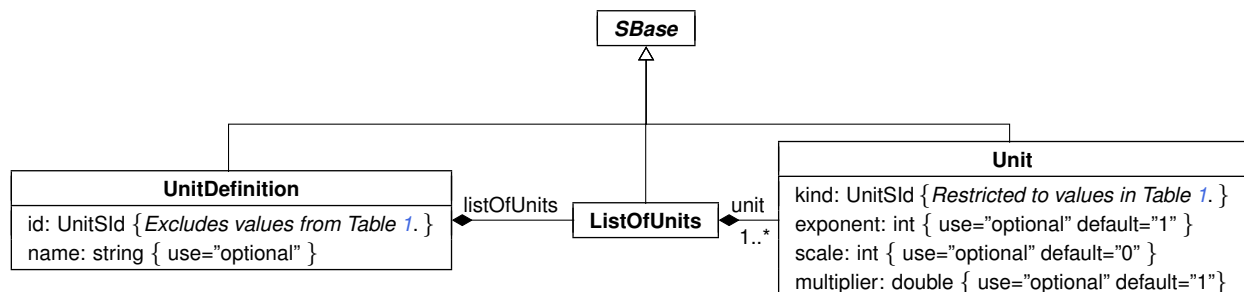 SBase
UnitDefinition
id: UnitSId {Excludes values from Table 1. }
name: string { use=”optional” }
listOfUnits
ListOfUnits
unit
1..*
Unit
kind: UnitSId {Restricted to values in Table 1. }
exponent: int { use=”optional” default=”1” }
scale: int { use=”optional” default=”0” }
multiplier: double { use=”optional” default=”1”}